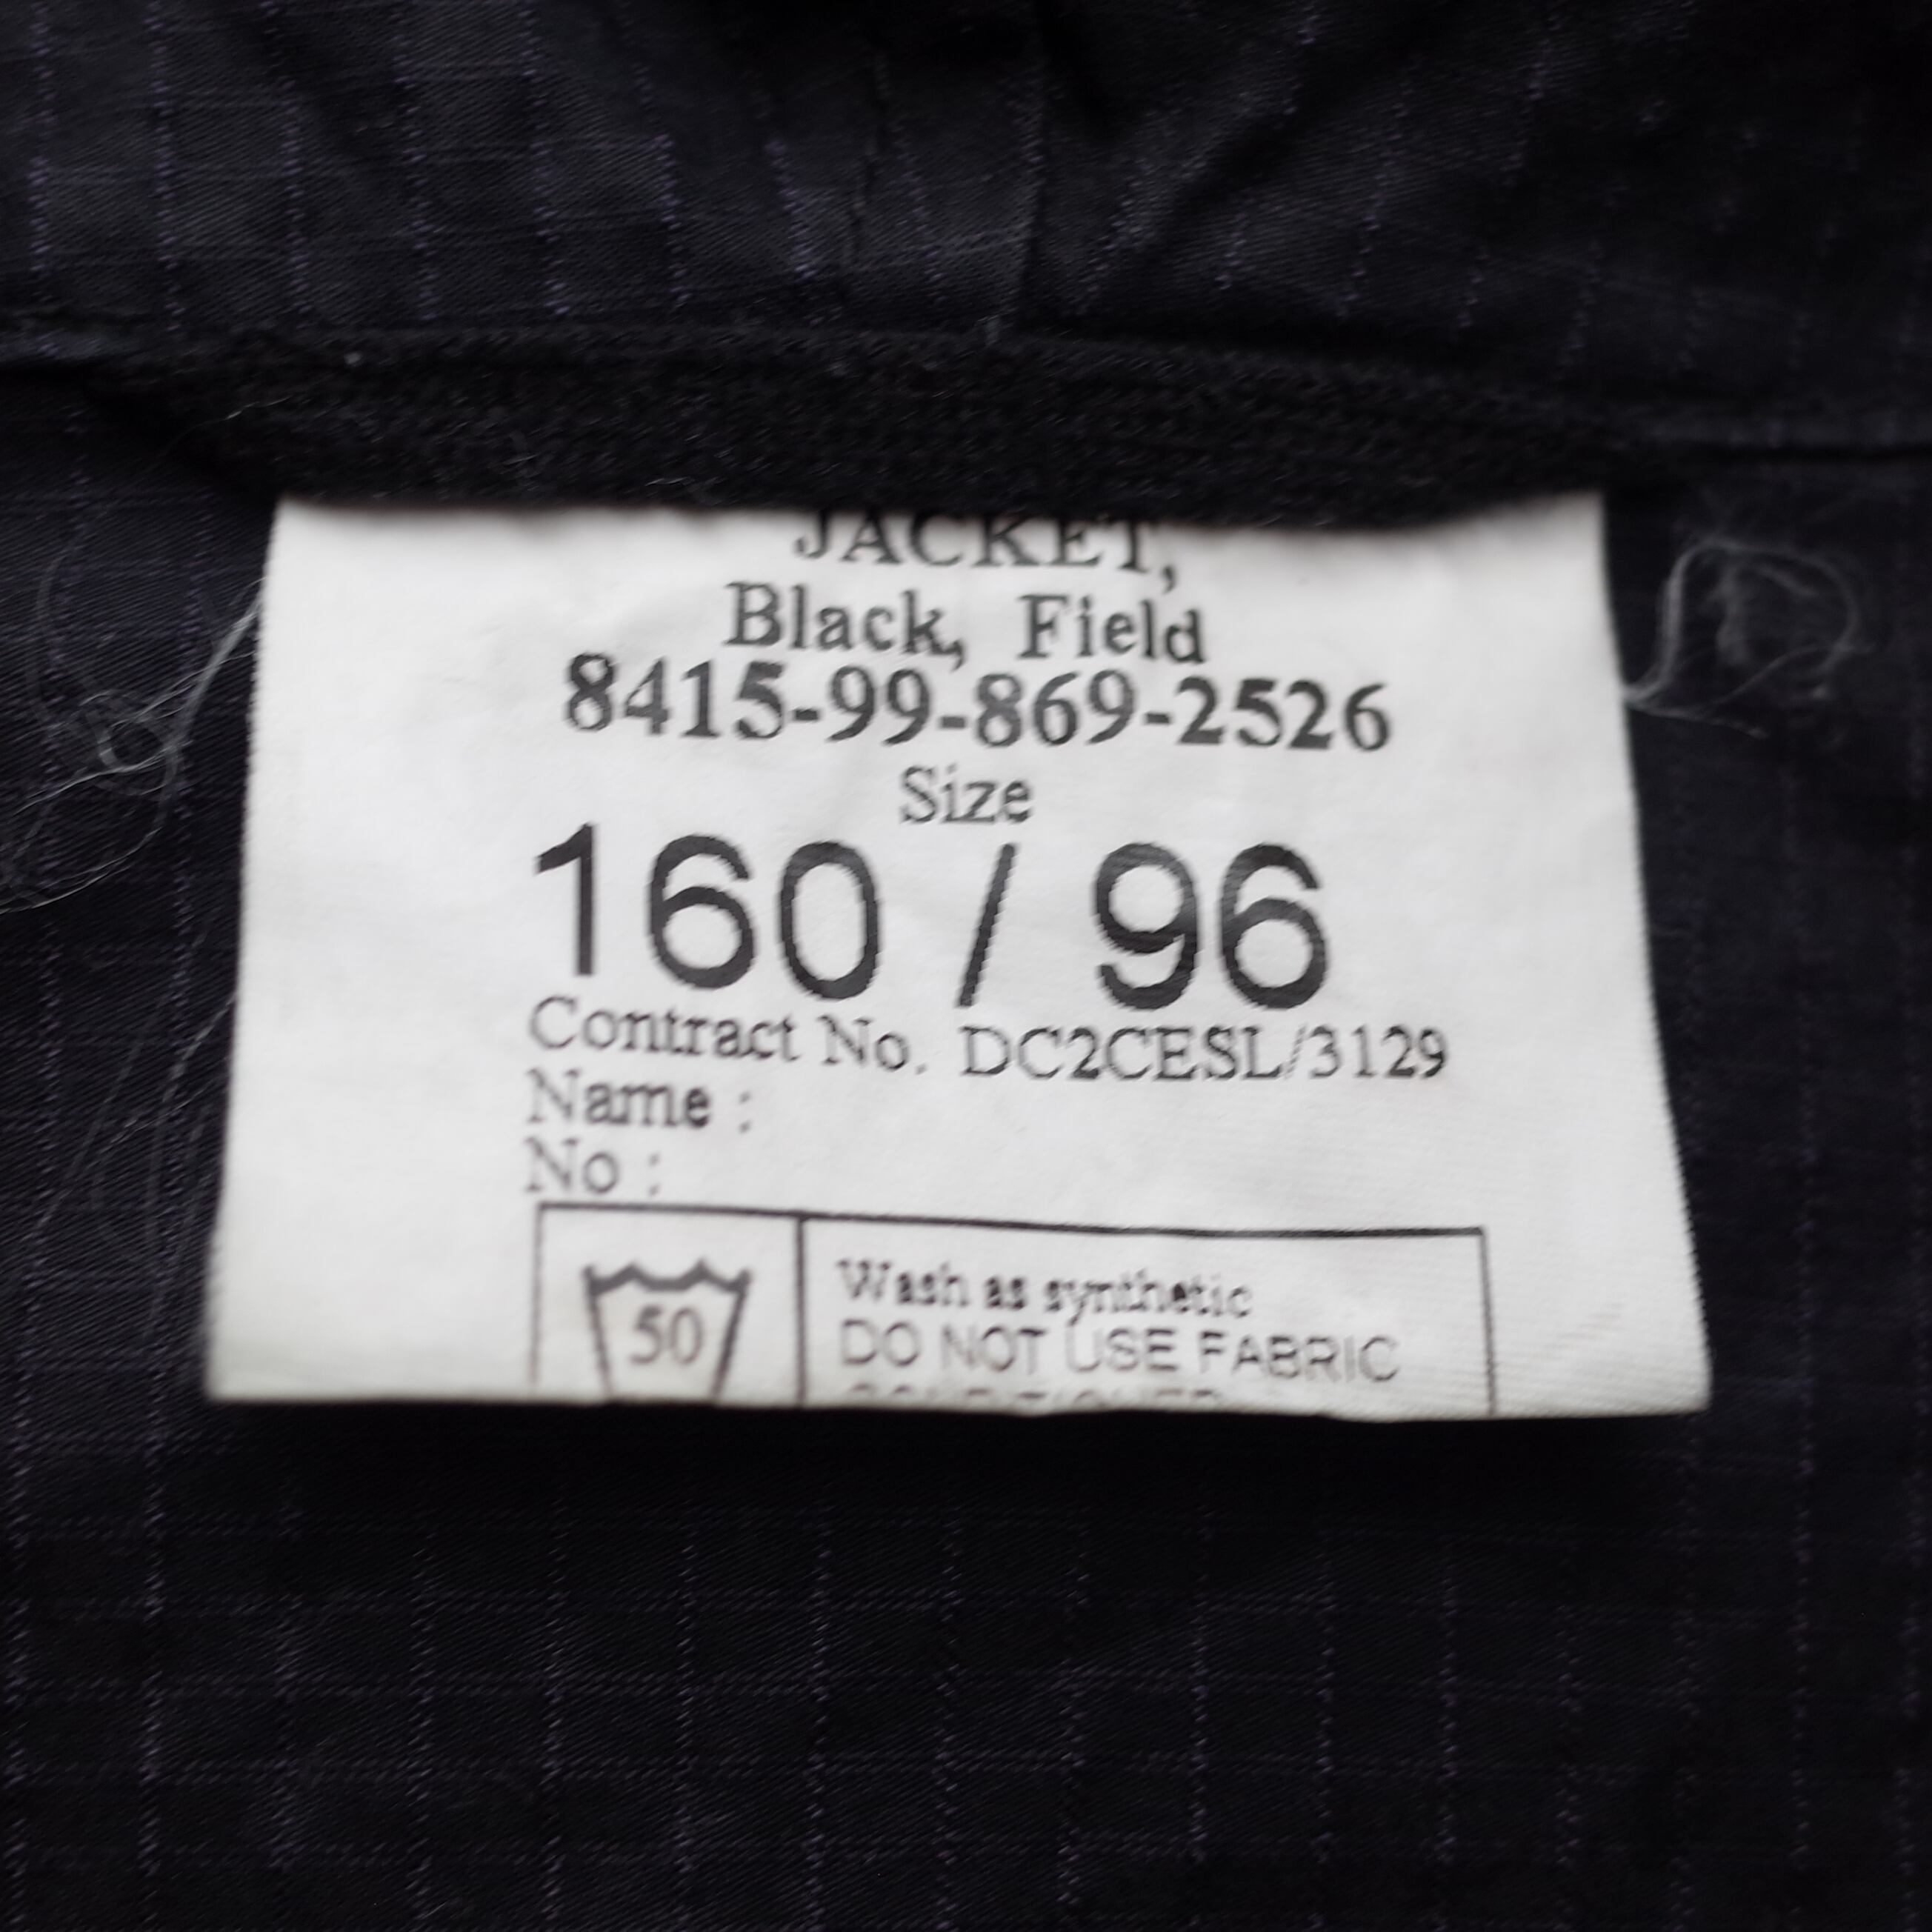 JACKET,
Black, Field
8415-99-869-2526
Size
160 / 96
Contract No. DC2CESL/3129
Name :
No :
50
Wash as synthetic
DO NOT USE FABRIC